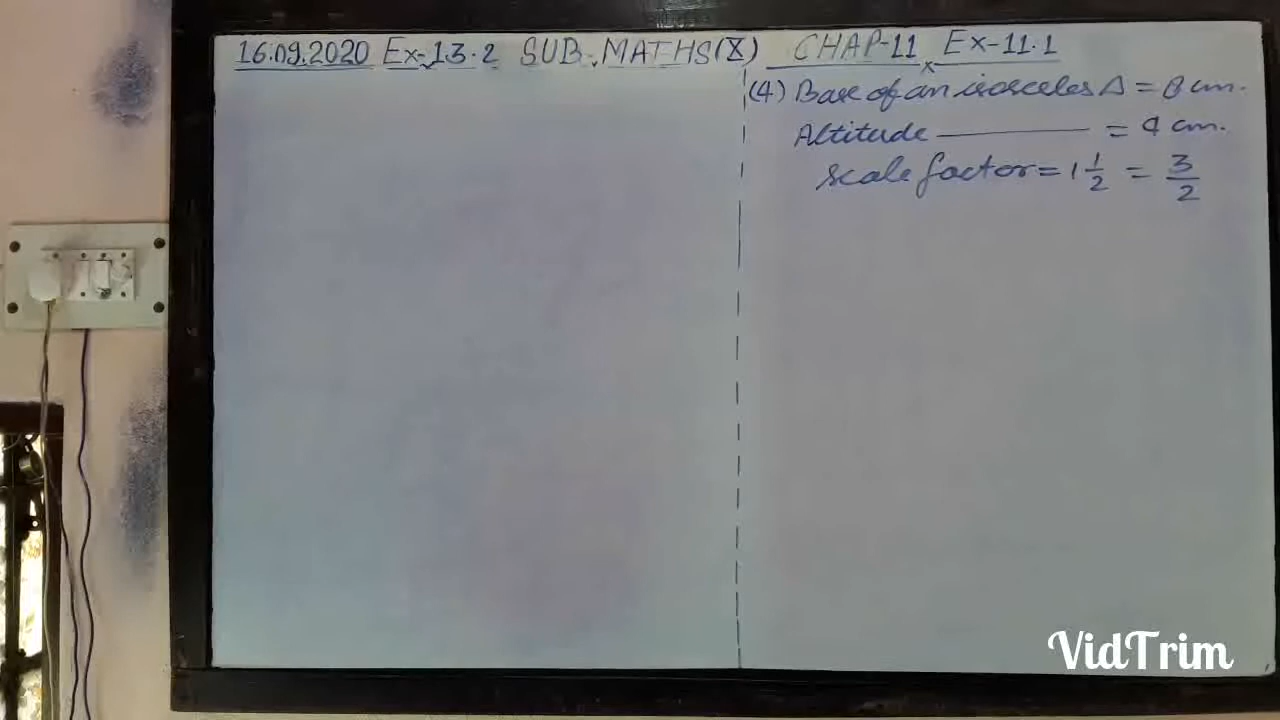 16.09.2020 Ex-13.2 SUB. MATHS(X) CHAP-11 Ex-11.1
(4) Base of an isosceles Δ = 8 cm.
Altitude ——— = 4 cm.
Scale factor = 1 1/2 = 3/2
VidTrim